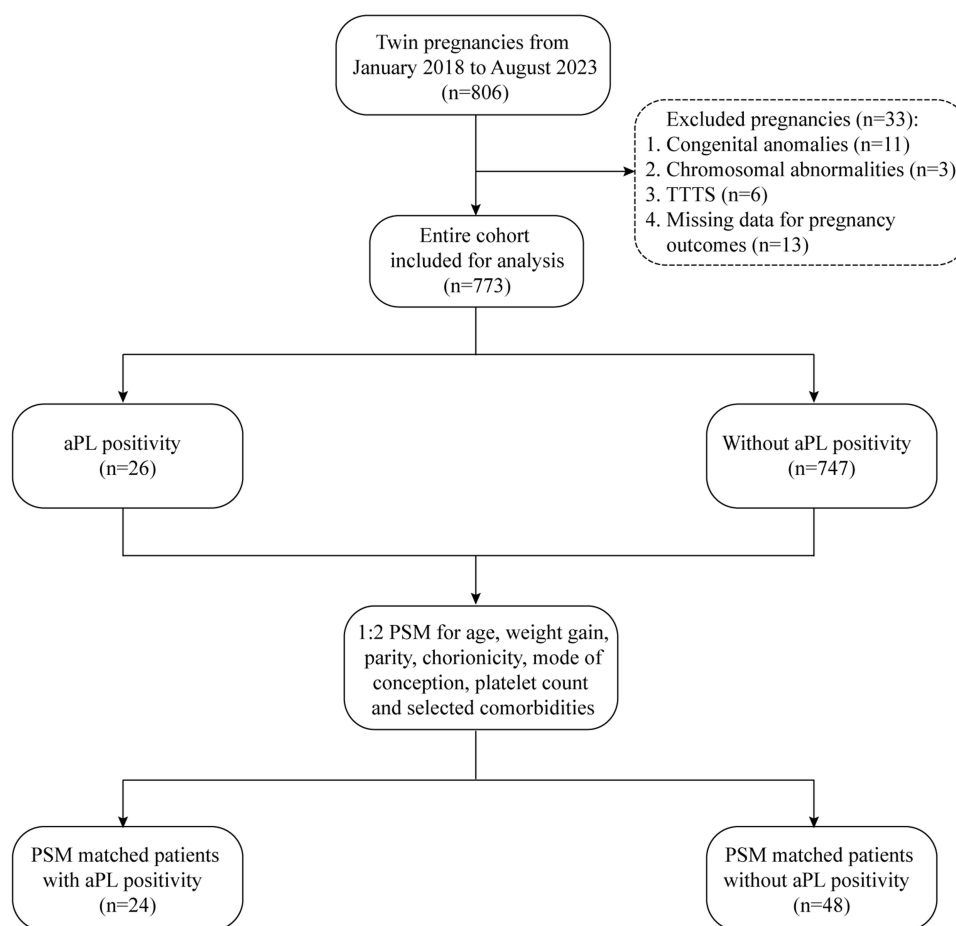 Twin pregnancies from
January 2018 to August 2023
(n=806)
Excluded pregnancies (n=33):
1. Congenital anomalies (n=11)
2. Chromosomal abnormalities (n=3)
3. TTTS (n=6)
4. Missing data for pregnancy
outcomes (n=13)
Entire cohort
included for analysis
(n=773)
aPL positivity
(n=26)
Without aPL positivity
(n=747)
1:2 PSM for age, weight gain,
parity, chorionicity, mode of
conception, platelet count
and selected comorbidities
PSM matched patients
with aPL positivity
(n=24)
PSM matched patients
without aPL positivity
(n=48)